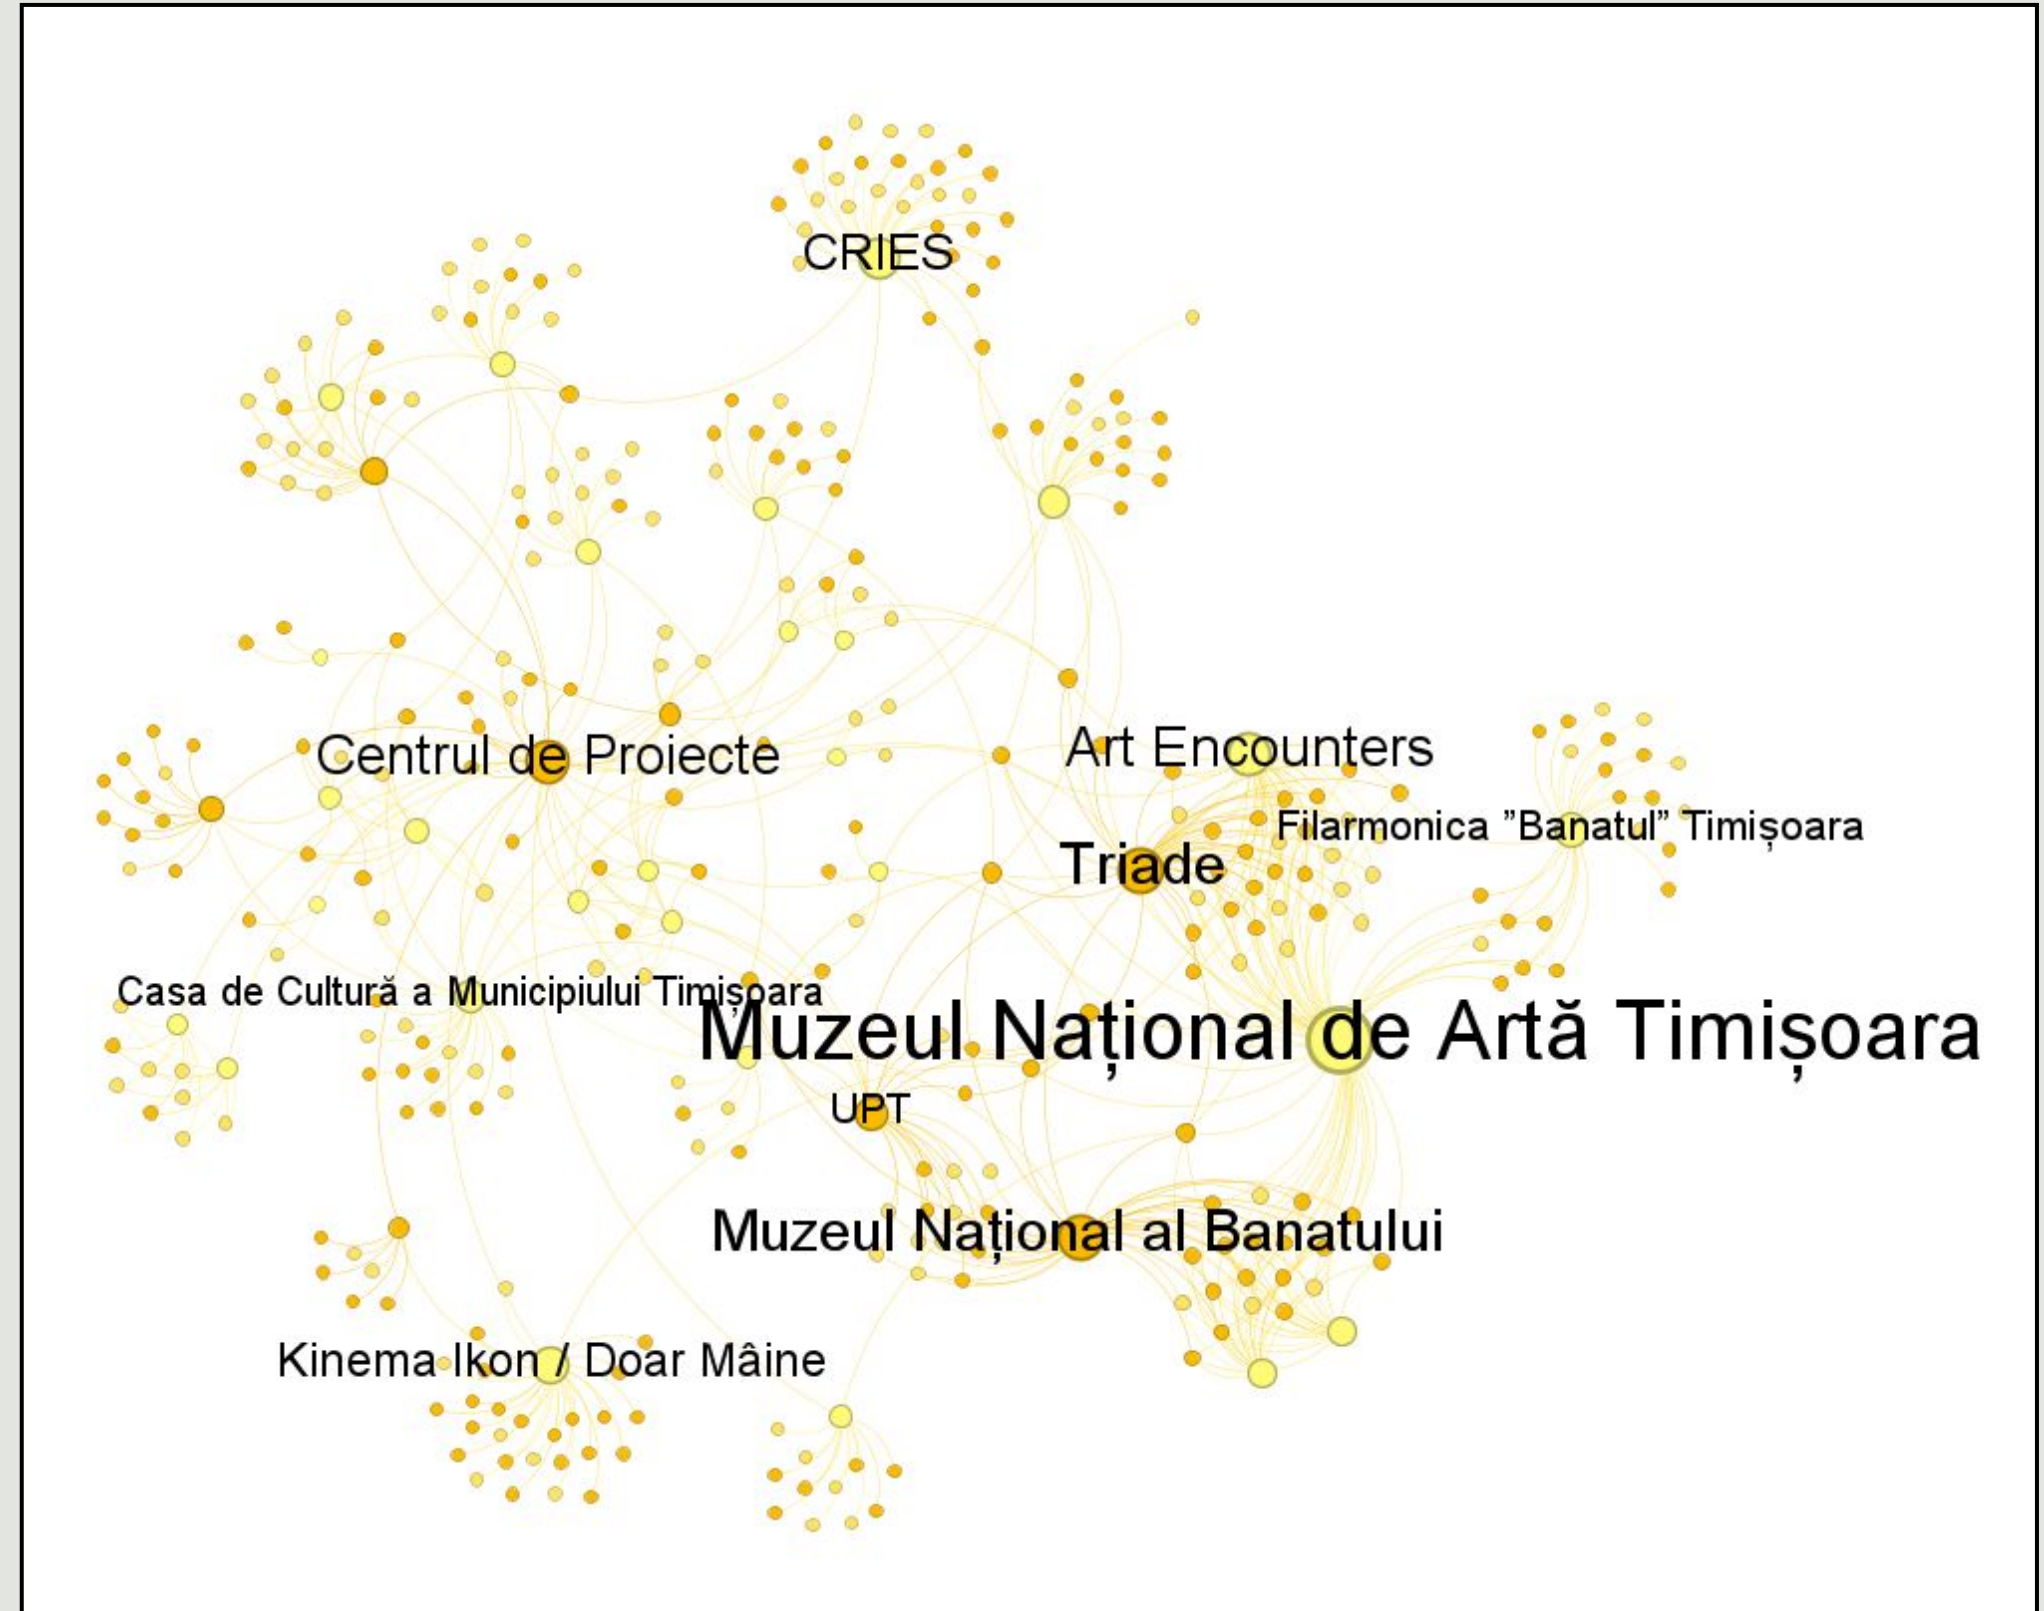 CRIES
Centrul de Proiecte
Art Encounters
Filarmonica ”Banatul” Timișoara
Triade
Casa de Cultură a Municipiului Timișoara
Muzeul Național de Artă Timișoara
UPT
Muzeul Național al Banatului
Kinema Ikon / Doar Mâine